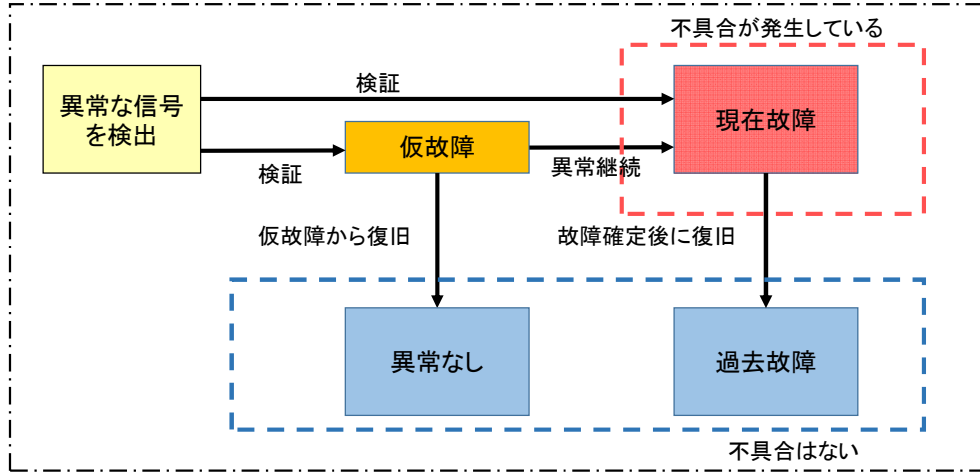 不具合が発生している
検証
異常な信号
を検出
現在故障
仮故障
検証
異常継続
仮故障から復旧
故障確定後に復旧
異常なし
過去故障
不具合はない